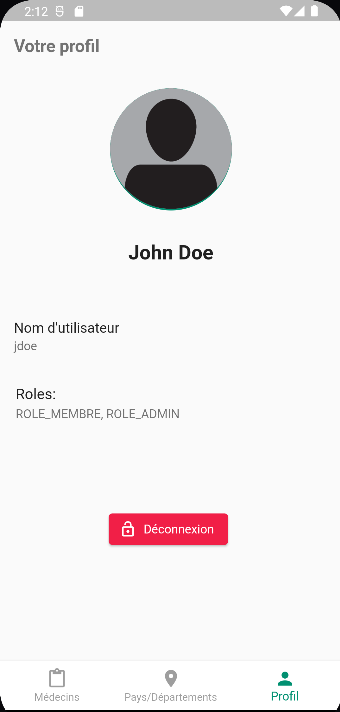 2:12
Votre profil
John Doe
Nom d'utilisateur
jdoe
Roles:
ROLE_MEMBRE, ROLE_ADMIN
Déconnexion
Médecins Pays/Départements Profil